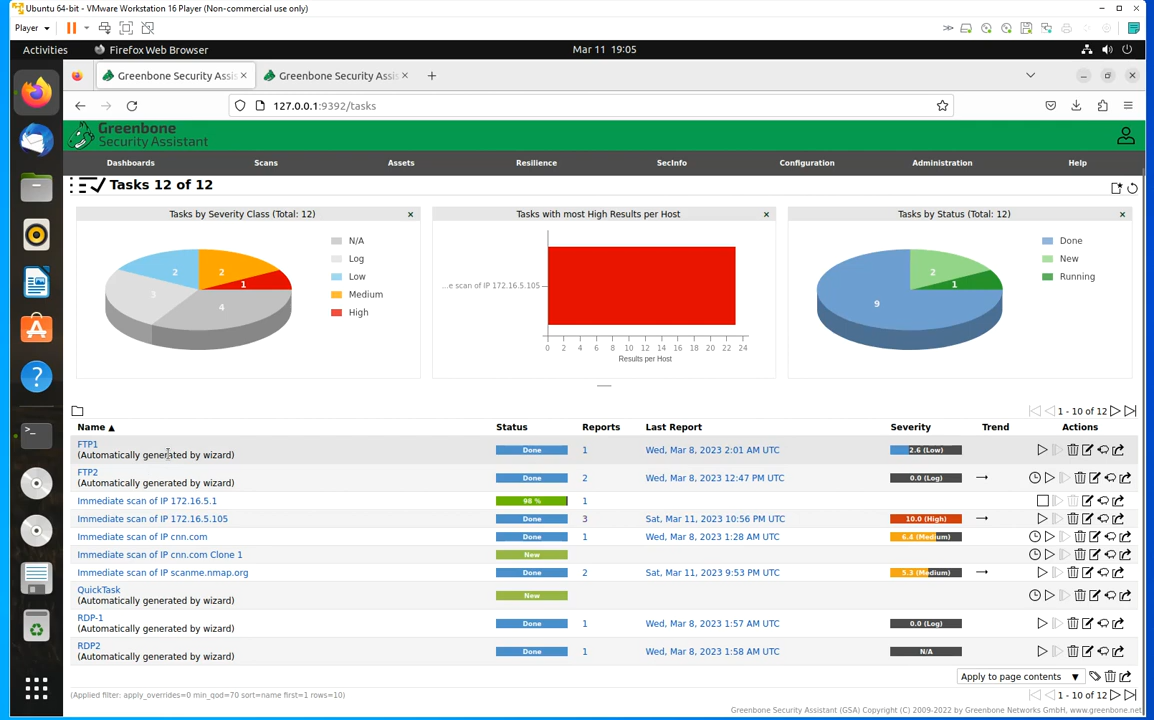 Ubuntu 64-bit - VMware Workstation 16 Player (Non-commercial use only)
Player
Activities Firefox Web Browser Mar 11 19:05
Greenbone Security Assis × Greenbone Security Assis ×
127.0.0.1:9392/tasks
Greenbone
Security Assistant
Dashboards Scans Assets Resilience SecInfo Configuration Administration Help
Tasks 12 of 12
Tasks by Severity Class (Total: 12)
2
2
1
3
4
N/A
Log
Low
Medium
High
Tasks with most High Results per Host
...e scan of IP 172.16.5.105
0 2 4 6 8 10 12 14 16 18 20 22 24
Results per Host
Tasks by Status (Total: 12)
2
1
9
Done
New
Running
1 - 10 of 12
Name ▲ Status Reports Last Report Severity Trend Actions
FTP1
(Automatically generated by wizard) Done 1 Wed, Mar 8, 2023 2:01 AM UTC 2.6 (Low)
FTP2
(Automatically generated by wizard) Done 2 Wed, Mar 8, 2023 12:47 PM UTC 0.0 (Log)
Immediate scan of IP 172.16.5.1 98 % 1
Immediate scan of IP 172.16.5.105 Done 3 Sat, Mar 11, 2023 10:56 PM UTC 10.0 (High)
Immediate scan of IP cnn.com Done 1 Wed, Mar 8, 2023 1:28 AM UTC 6.4 (Medium)
Immediate scan of IP cnn.com Clone 1 New
Immediate scan of IP scanme.nmap.org Done 2 Sat, Mar 11, 2023 9:53 PM UTC 5.3 (Medium)
QuickTask
(Automatically generated by wizard) New
RDP-1
(Automatically generated by wizard) Done 1 Wed, Mar 8, 2023 1:57 AM UTC 0.0 (Log)
RDP2
(Automatically generated by wizard) Done 1 Wed, Mar 8, 2023 1:58 AM UTC N/A
Apply to page contents ▼
(Applied filter: apply_overrides=0 min_qod=70 sort=name first=1 rows=10) 1 - 10 of 12
Greenbone Security Assistant (GSA) Copyright (C) 2009-2022 by Greenbone Networks GmbH, www.greenbone.net